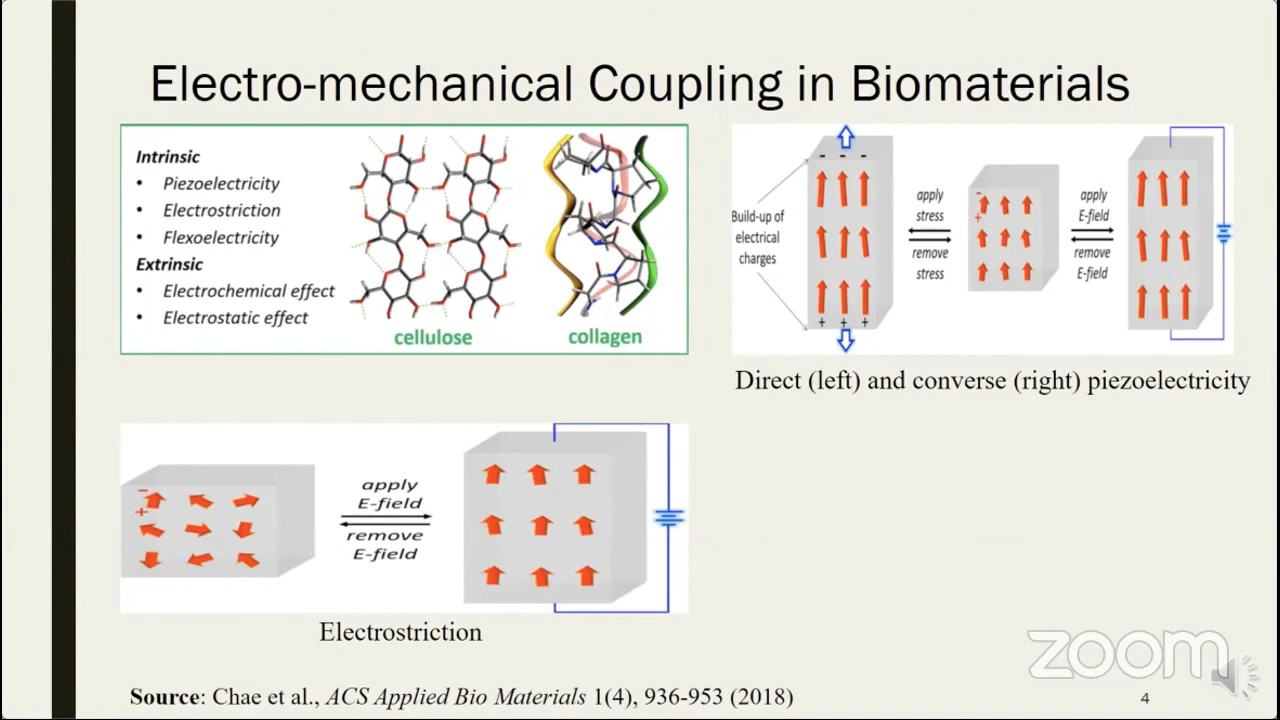 Electro-mechanical Coupling in Biomaterials
Intrinsic
• Piezoelectricity
• Electrostriction
• Flexoelectricity
Extrinsic
• Electrochemical effect
• Electrostatic effect
cellulose
collagen
Build-up of
electrical
charges
- - -
+ + +
apply
stress
remove
stress
-
+
apply
E-field
remove
E-field
Direct (left) and converse (right) piezoelectricity
-
+
apply
E-field
remove
E-field
Electrostriction
Source: Chae et al., ACS Applied Bio Materials 1(4), 936-953 (2018)
zoom
4